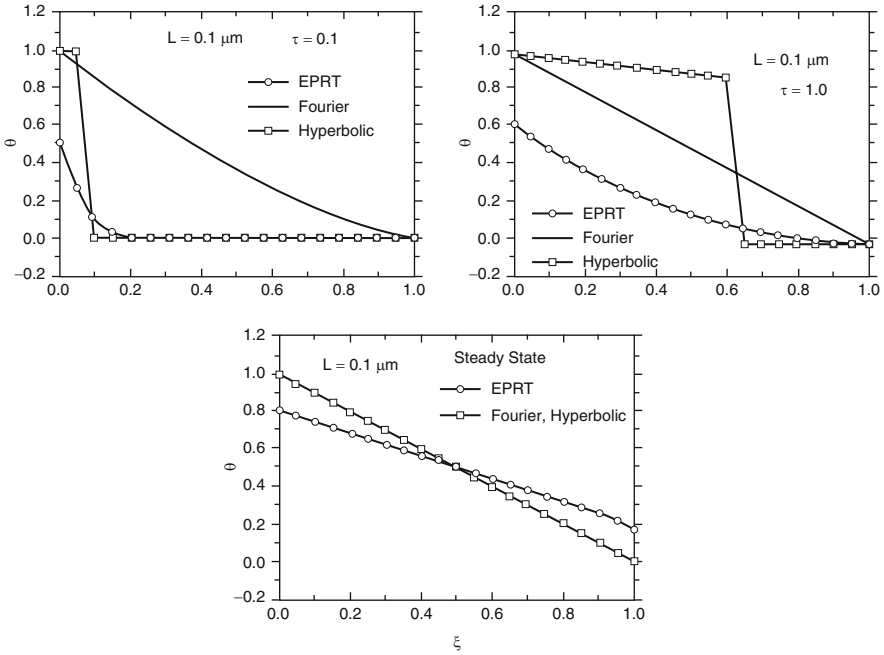 1.2
1.0
0.8
0.6
0.4
0.2
0.0
−0.2
θ
L = 0.1 μm
τ = 0.1
EPRT
Fourier
Hyperbolic
0.0 0.2 0.4 0.6 0.8 1.0
1.2
1.0
0.8
0.6
0.4
0.2
0.0
−0.2
θ
L = 0.1 μm
τ = 1.0
EPRT
Fourier
Hyperbolic
0.0 0.2 0.4 0.6 0.8 1.0
1.2
1.0
0.8
0.6
0.4
0.2
0.0
−0.2
θ
L = 0.1 μm
Steady State
EPRT
Fourier, Hyperbolic
0.0 0.2 0.4 0.6 0.8 1.0
ξ